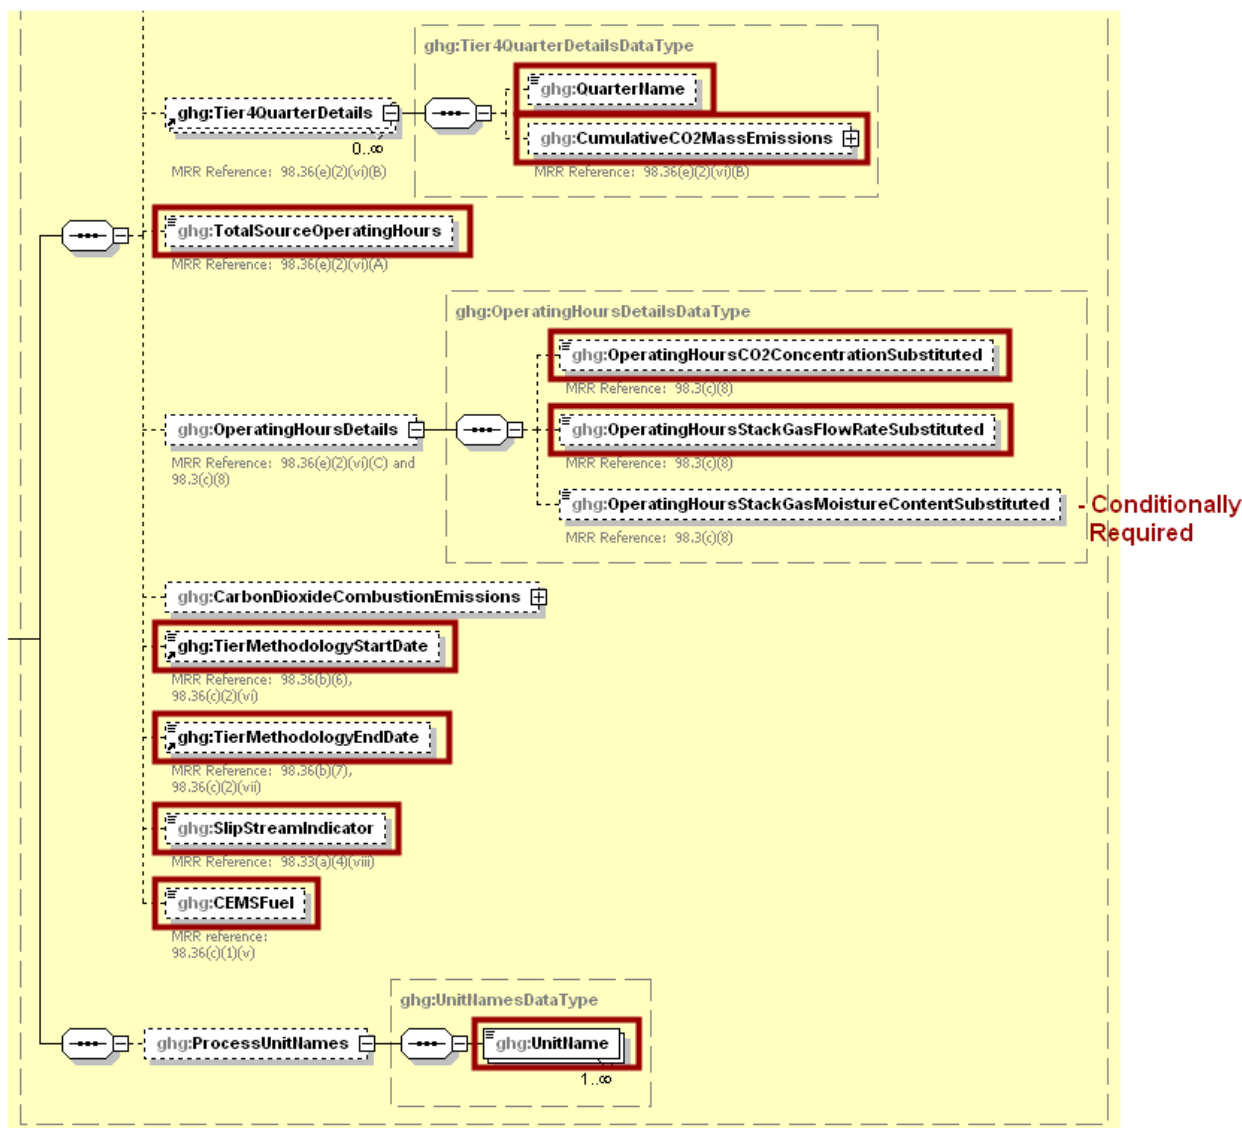 ghg:Tier4QuarterDetailsDataType
ghg:QuarterName
ghg:Tier4QuarterDetails
ghg:CumulativeCO2MassEmissions
0..∞
MRR Reference: 98.36(e)(2)(vi)(B)
MRR Reference: 98.36(e)(2)(vi)(B)
ghg:TotalSourceOperatingHours
MRR Reference: 98.36(e)(2)(vi)(A)
ghg:OperatingHoursDetailsDataType
ghg:OperatingHoursCO2ConcentrationSubstituted
MRR Reference: 98.3(c)(8)
ghg:OperatingHoursDetails
ghg:OperatingHoursStackGasFlowRateSubstituted
MRR Reference: 98.36(e)(2)(vi)(C) and
98.3(c)(8)
MRR Reference: 98.3(c)(8)
ghg:OperatingHoursStackGasMoistureContentSubstituted
- Conditionally
Required
MRR Reference: 98.3(c)(8)
ghg:CarbonDioxideCombustionEmissions
ghg:TierMethodologyStartDate
MRR Reference: 98.36(b)(6),
98.36(c)(2)(vi)
ghg:TierMethodologyEndDate
MRR Reference: 98.36(b)(7),
98.36(c)(2)(vii)
ghg:SlipStreamIndicator
MRR Reference: 98.33(a)(4)(viii)
ghg:CEMSFuel
MRR reference:
98.36(c)(1)(v)
ghg:UnitNamesDataType
ghg:ProcessUnitNames
ghg:UnitName
1..∞